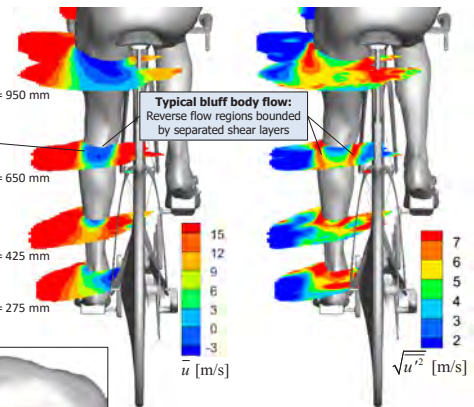 = 950 mm
Typical bluff body flow:
Reverse flow regions bounded
by separated shear layers
= 650 mm
= 425 mm
= 275 mm
15
12
9
6
3
0
-3
u̅ [m/s]
7
6
5
4
3
2
√u'² [m/s]